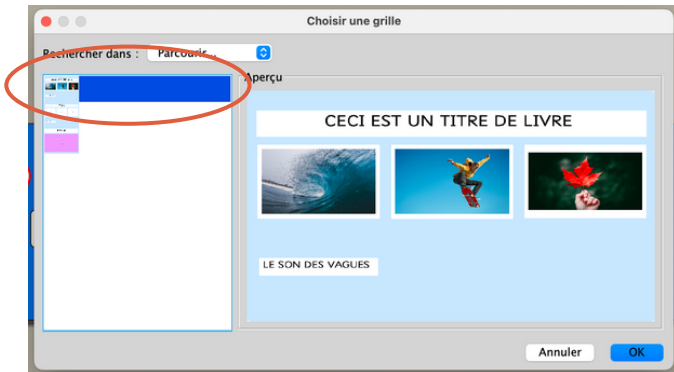 Choisir une grille
Rechercher dans : Parcourir...
Aperçu
CECI EST UN TITRE DE LIVRE
LE SON DES VAGUES
Annuler
OK